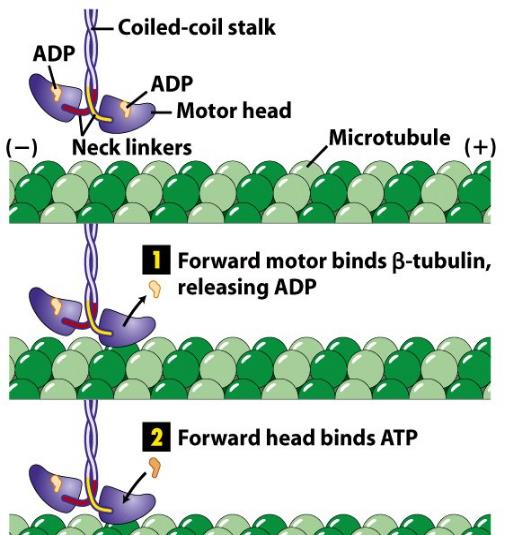 Coiled-coil stalk
ADP
ADP
Motor head
Neck linkers
Microtubule
(−)
(+)
1 Forward motor binds β-tubulin,
releasing ADP
2 Forward head binds ATP